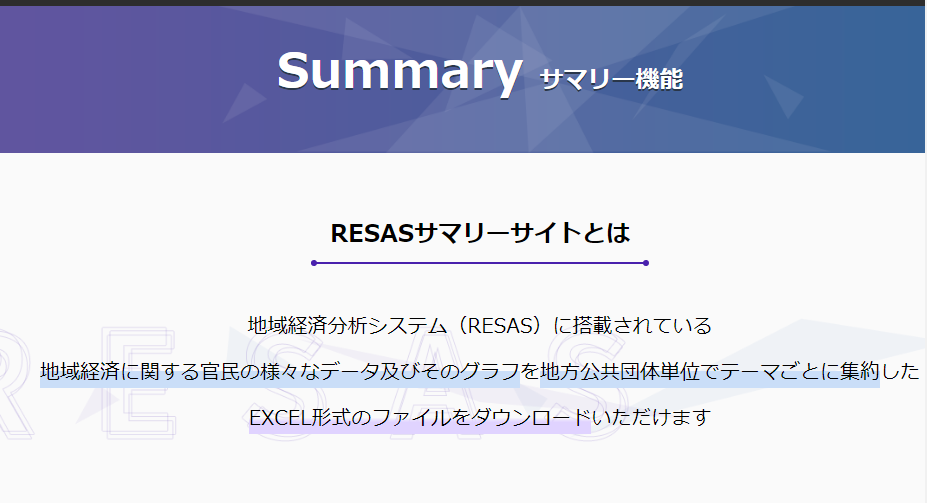 Summary サマリー機能
RESASサマリーサイトとは
地域経済分析システム（RESAS）に搭載されている
地域経済に関する官民の様々なデータ及びそのグラフを地方公共団体単位でテーマごとに集約した
EXCEL形式のファイルをダウンロードいただけます
RESAS